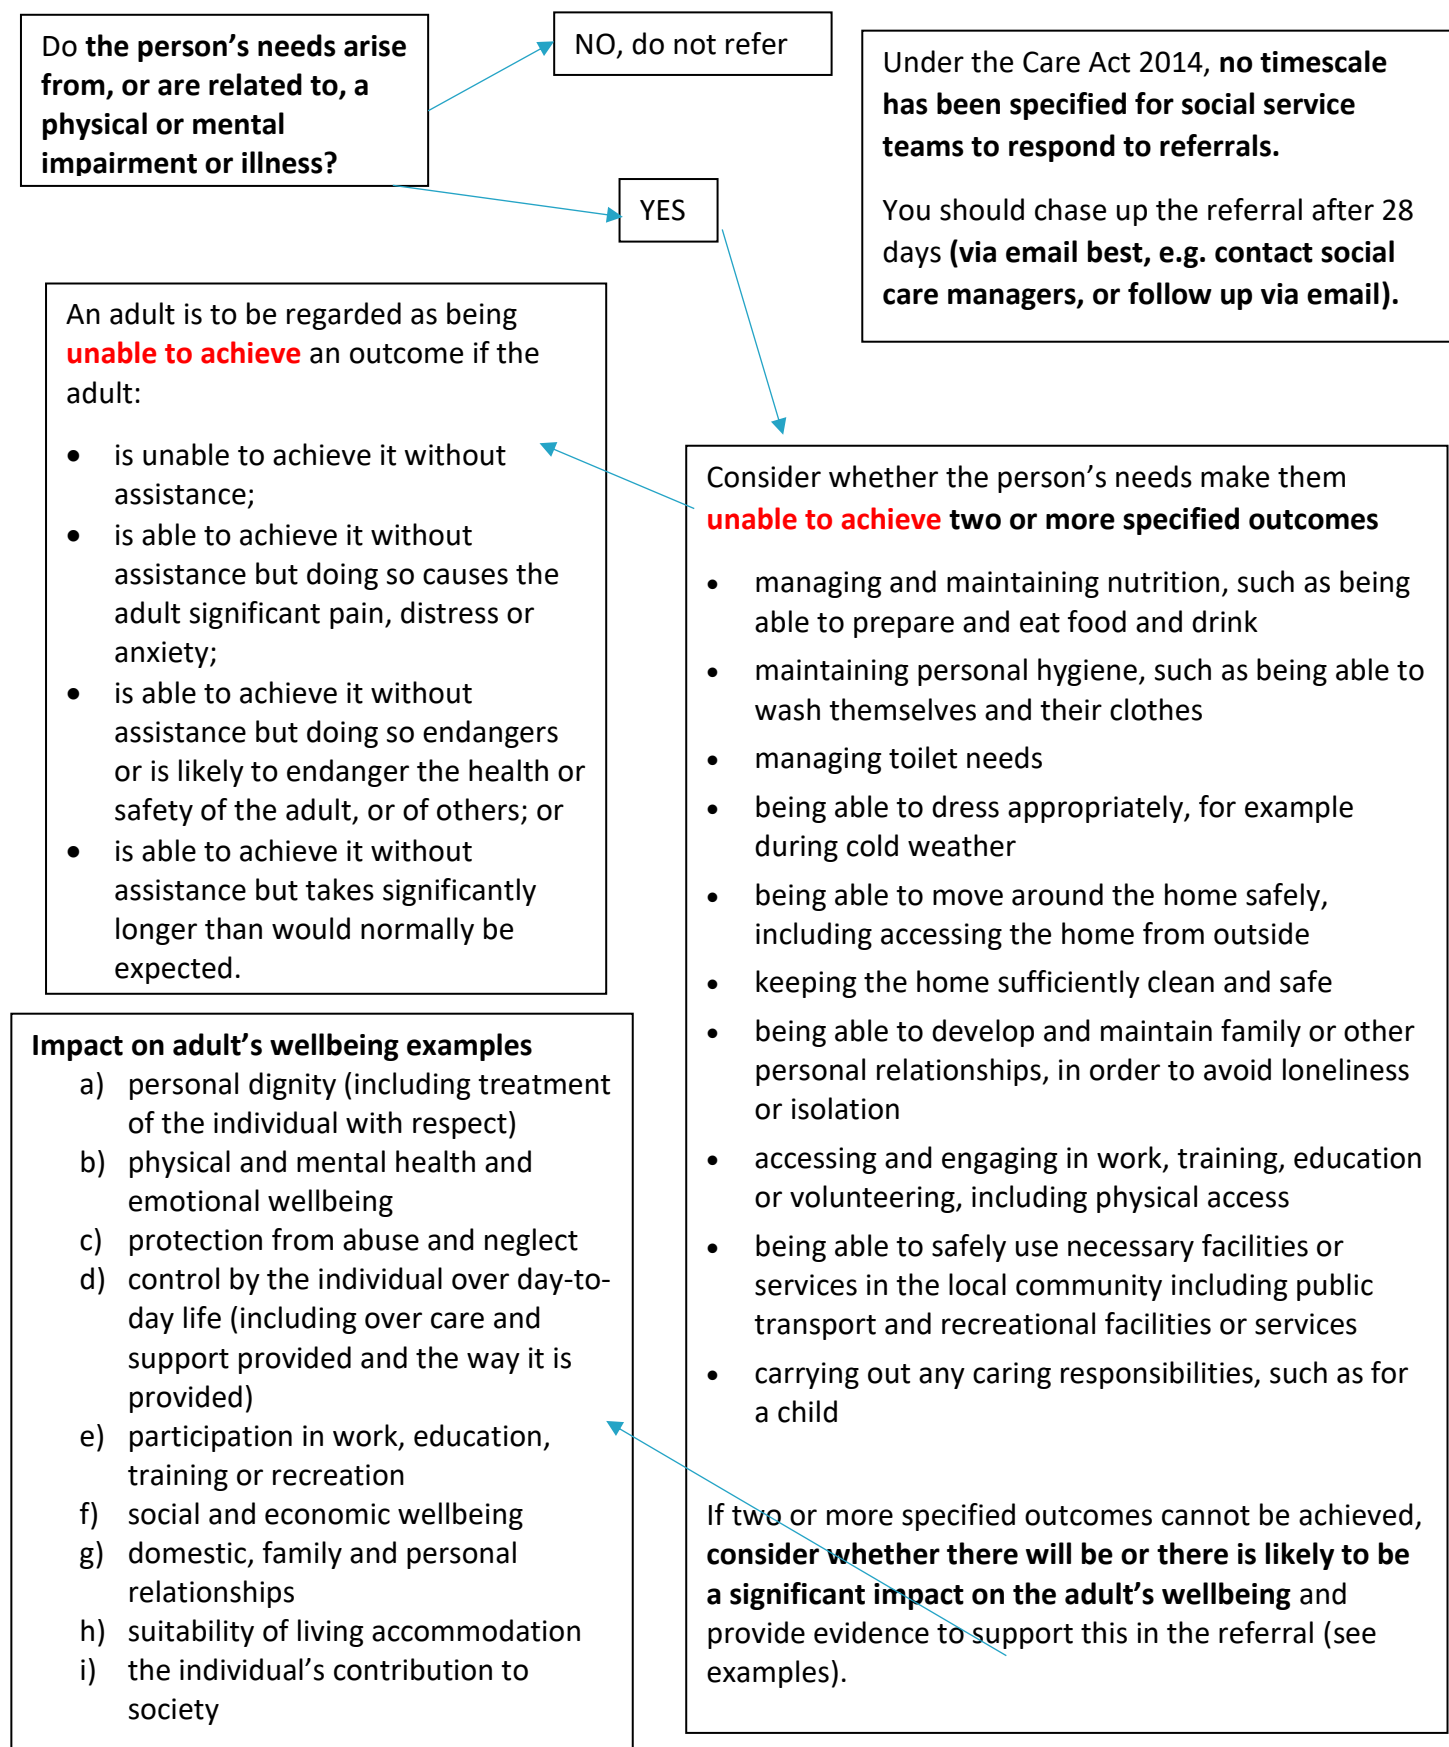 Do the person’s needs arise
from, or are related to, a
physical or mental
impairment or illness?
NO, do not refer
YES
Under the Care Act 2014, no timescale
has been specified for social service
teams to respond to referrals.
You should chase up the referral after 28
days (via email best, e.g. contact social
care managers, or follow up via email).
An adult is to be regarded as being
unable to achieve an outcome if the
adult:
• is unable to achieve it without
assistance;
• is able to achieve it without
assistance but doing so causes the
adult significant pain, distress or
anxiety;
• is able to achieve it without
assistance but doing so endangers
or is likely to endanger the health or
safety of the adult, or of others; or
• is able to achieve it without
assistance but takes significantly
longer than would normally be
expected.
Consider whether the person’s needs make them
unable to achieve two or more specified outcomes
• managing and maintaining nutrition, such as being
able to prepare and eat food and drink
• maintaining personal hygiene, such as being able to
wash themselves and their clothes
• managing toilet needs
• being able to dress appropriately, for example
during cold weather
• being able to move around the home safely,
including accessing the home from outside
• keeping the home sufficiently clean and safe
• being able to develop and maintain family or other
personal relationships, in order to avoid loneliness
or isolation
• accessing and engaging in work, training, education
or volunteering, including physical access
• being able to safely use necessary facilities or
services in the local community including public
transport and recreational facilities or services
• carrying out any caring responsibilities, such as for
a child
If two or more specified outcomes cannot be achieved,
consider whether there will be or there is likely to be
a significant impact on the adult’s wellbeing and
provide evidence to support this in the referral (see
examples).
Impact on adult’s wellbeing examples
a) personal dignity (including treatment
of the individual with respect)
b) physical and mental health and
emotional wellbeing
c) protection from abuse and neglect
d) control by the individual over day-to-
day life (including over care and
support provided and the way it is
provided)
e) participation in work, education,
training or recreation
f) social and economic wellbeing
g) domestic, family and personal
relationships
h) suitability of living accommodation
i) the individual’s contribution to
society